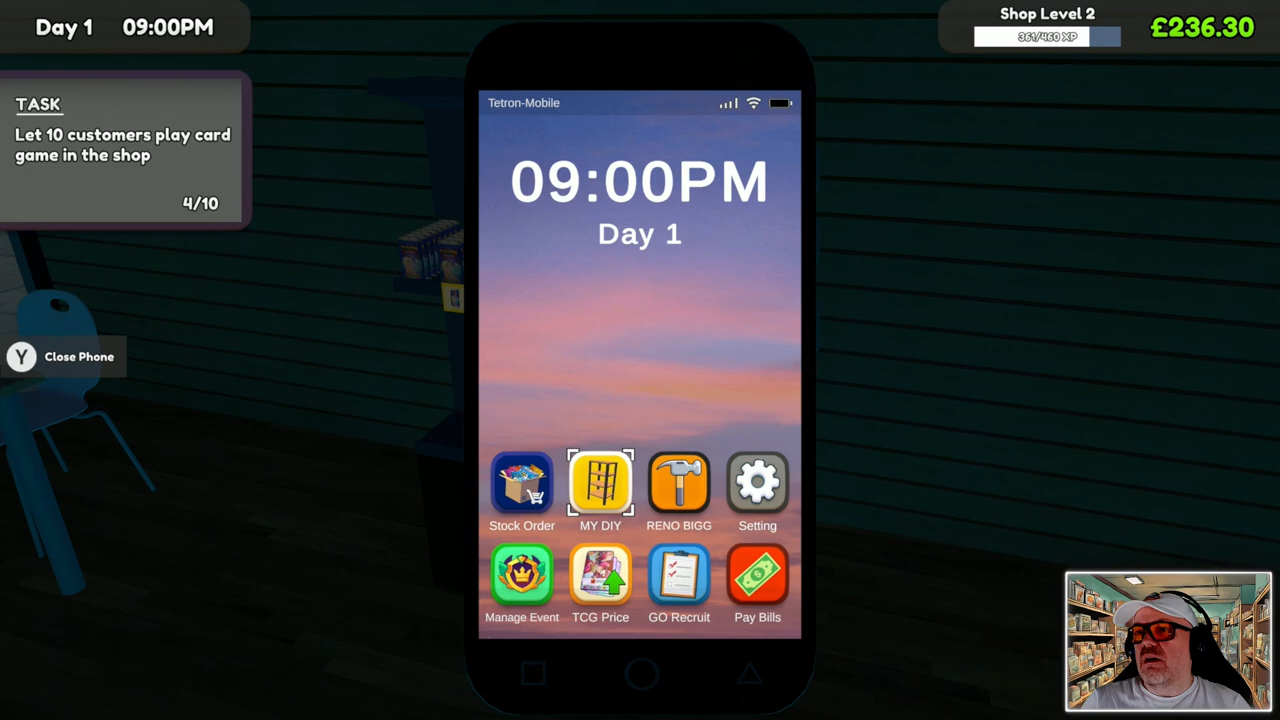 Day 1 09:00PM
Shop Level 2
361/460 XP
£236.30
TASK
Let 10 customers play card
game in the shop
4/10
Y Close Phone
Tetron-Mobile
09:00PM
Day 1
Stock Order MY DIY RENO BIGG Setting
Manage Event TCG Price GO Recruit Pay Bills